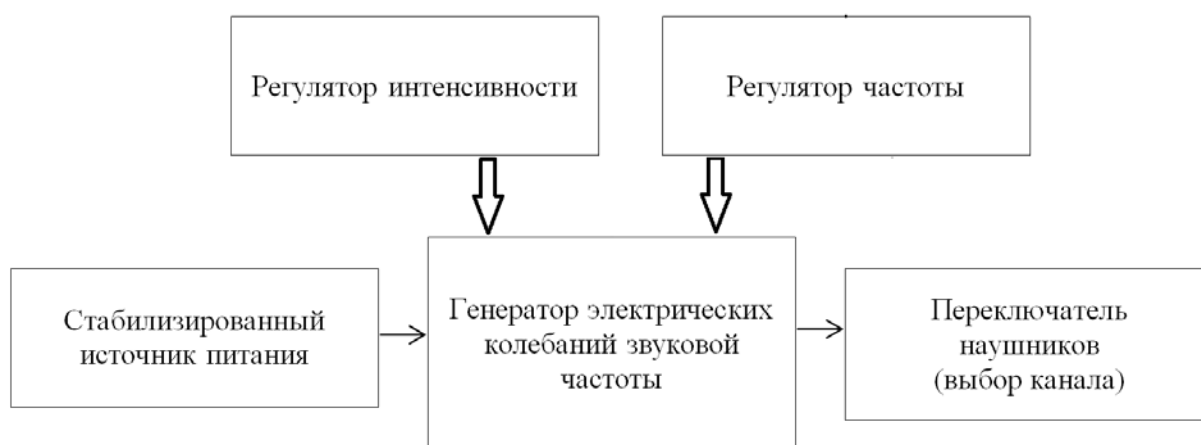 Регулятор интенсивности
Регулятор частоты
Стабилизированный
источник питания
Генератор электрических
колебаний звуковой
частоты
Переключатель
наушников
(выбор канала)